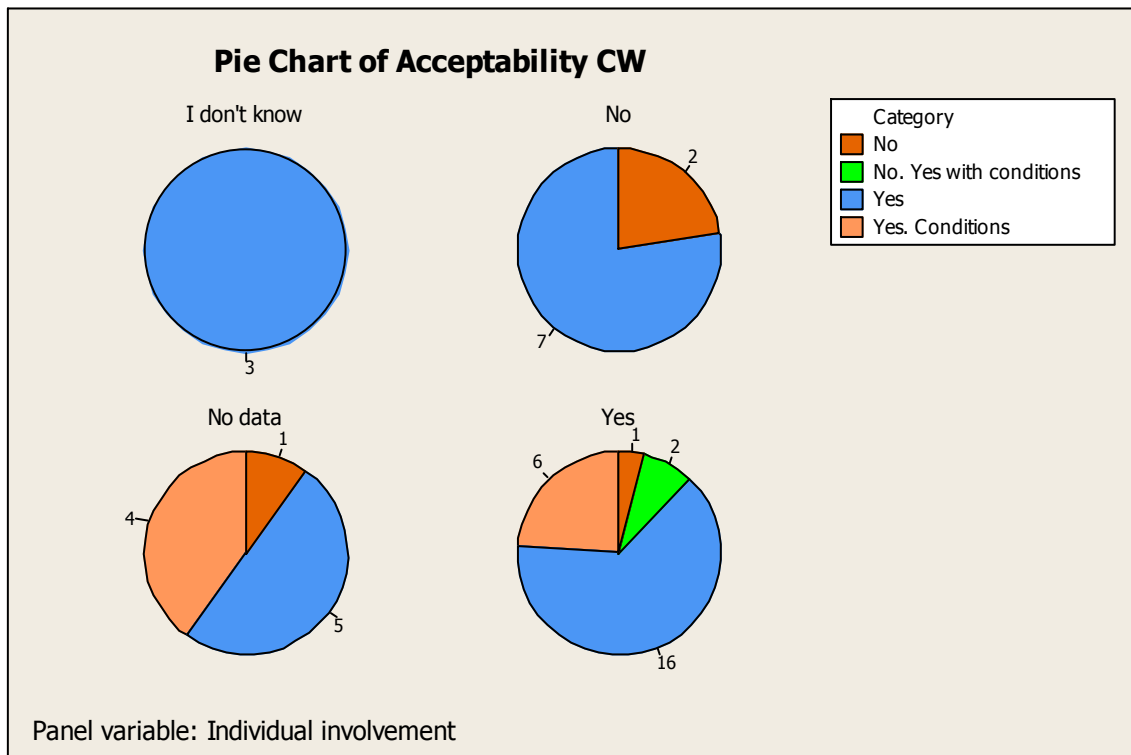 Pie Chart of Acceptability CW
I don't know
No
3
2
7
No data
Yes
1
5
4
1
2
16
6
Category
No
No. Yes with conditions
Yes
Yes. Conditions
Panel variable: Individual involvement